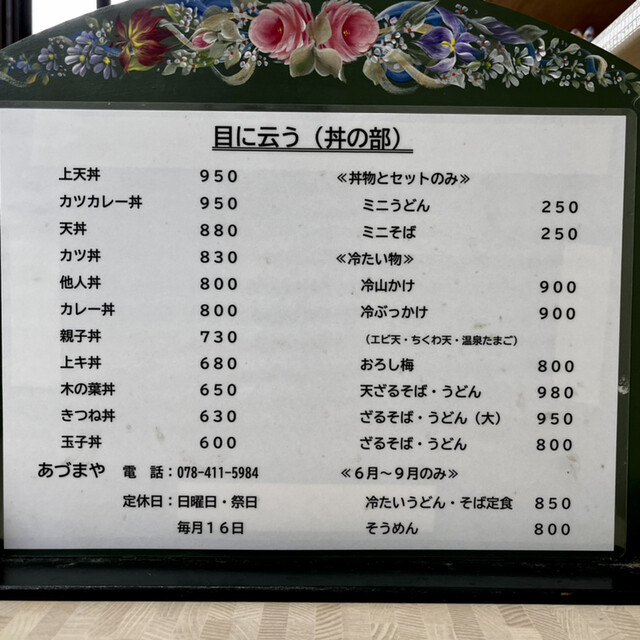 目に云う（丼の部）
上天丼 ９５０
カツカレー丼 ９５０
天丼 ８８０
カツ丼 ８３０
他人丼 ８００
カレー丼 ８００
親子丼 ７３０
上キ丼 ６８０
木の葉丼 ６５０
きつね丼 ６３０
玉子丼 ６００
あづまや 電　話：078-411-5984
定休日：日曜日・祭日
毎月１６日
≪丼物とセットのみ≫
ミニうどん ２５０
ミニそば ２５０
≪冷たい物≫
冷山かけ ９００
冷ぶっかけ ９００
（エビ天・ちくわ天・温泉たまご）
おろし梅 ８００
天ざるそば・うどん ９８０
ざるそば・うどん（大） ９５０
ざるそば・うどん ８００
≪６月～９月のみ≫
冷たいうどん・そば定食 ８５０
そうめん ８００